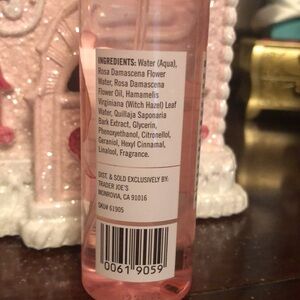 INGREDIENTS: Water (Aqua),
Rosa Damascena Flower
Water, Rosa Damascena
Flower Oil, Hamamelis
Virginiana (Witch Hazel) Leaf
Water, Quillaja Saponaria
Bark Extract, Glycerin,
Phenoxyethanol, Citronellol,
Geraniol, Hexyl Cinnamal,
Linalool, Fragrance.
DIST. & SOLD EXCLUSIVELY BY:
TRADER JOE'S
MONROVIA, CA 91016
SKU# 61905
0061 9059